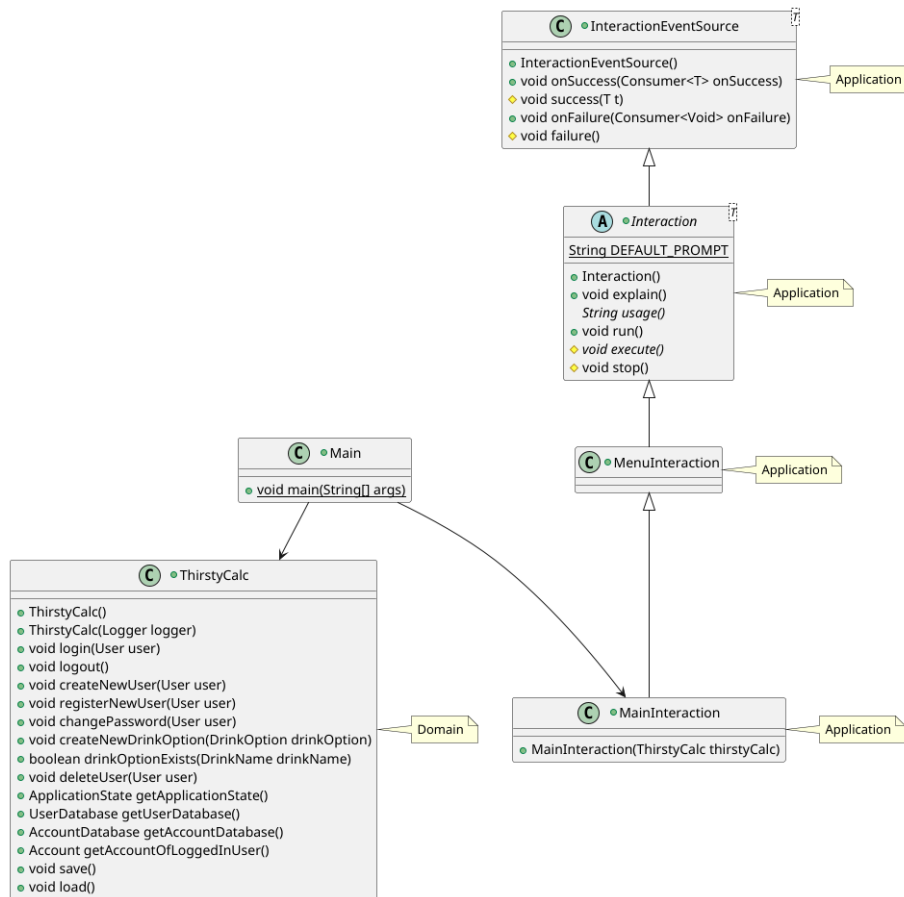 C InteractionEventSource T
InteractionEventSource()
void onSuccess(Consumer<T> onSuccess)
void success(T t)
void onFailure(Consumer<Void> onFailure)
void failure()
Application
A Interaction T
String DEFAULT_PROMPT
Interaction()
void explain()
String usage()
void run()
void execute()
void stop()
Application
C Main
void main(String[] args)
C MenuInteraction
Application
C ThirstyCalc
ThirstyCalc()
ThirstyCalc(Logger logger)
void login(User user)
void logout()
void createNewUser(User user)
void registerNewUser(User user)
void changePassword(User user)
void createNewDrinkOption(DrinkOption drinkOption)
boolean drinkOptionExists(DrinkName drinkName)
void deleteUser(User user)
ApplicationState getApplicationState()
UserDatabase getUserDatabase()
AccountDatabase getAccountDatabase()
Account getAccountOfLoggedInUser()
void save()
void load()
Domain
C MainInteraction
MainInteraction(ThirstyCalc thirstyCalc)
Application